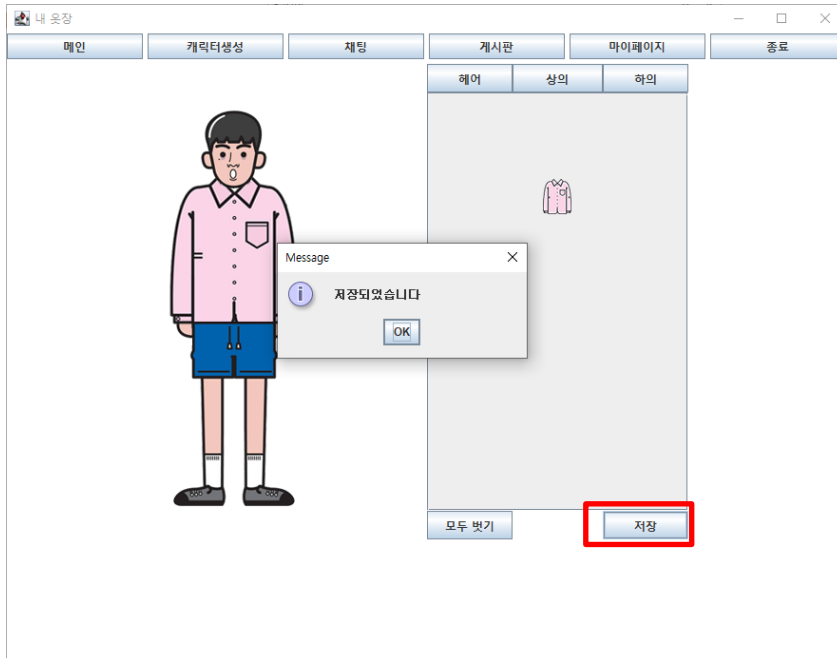 내 옷장
메인 캐릭터생성 채팅 게시판 마이페이지 종료
헤어 상의 하의
Message
저장되었습니다
OK
모두 벗기 저장